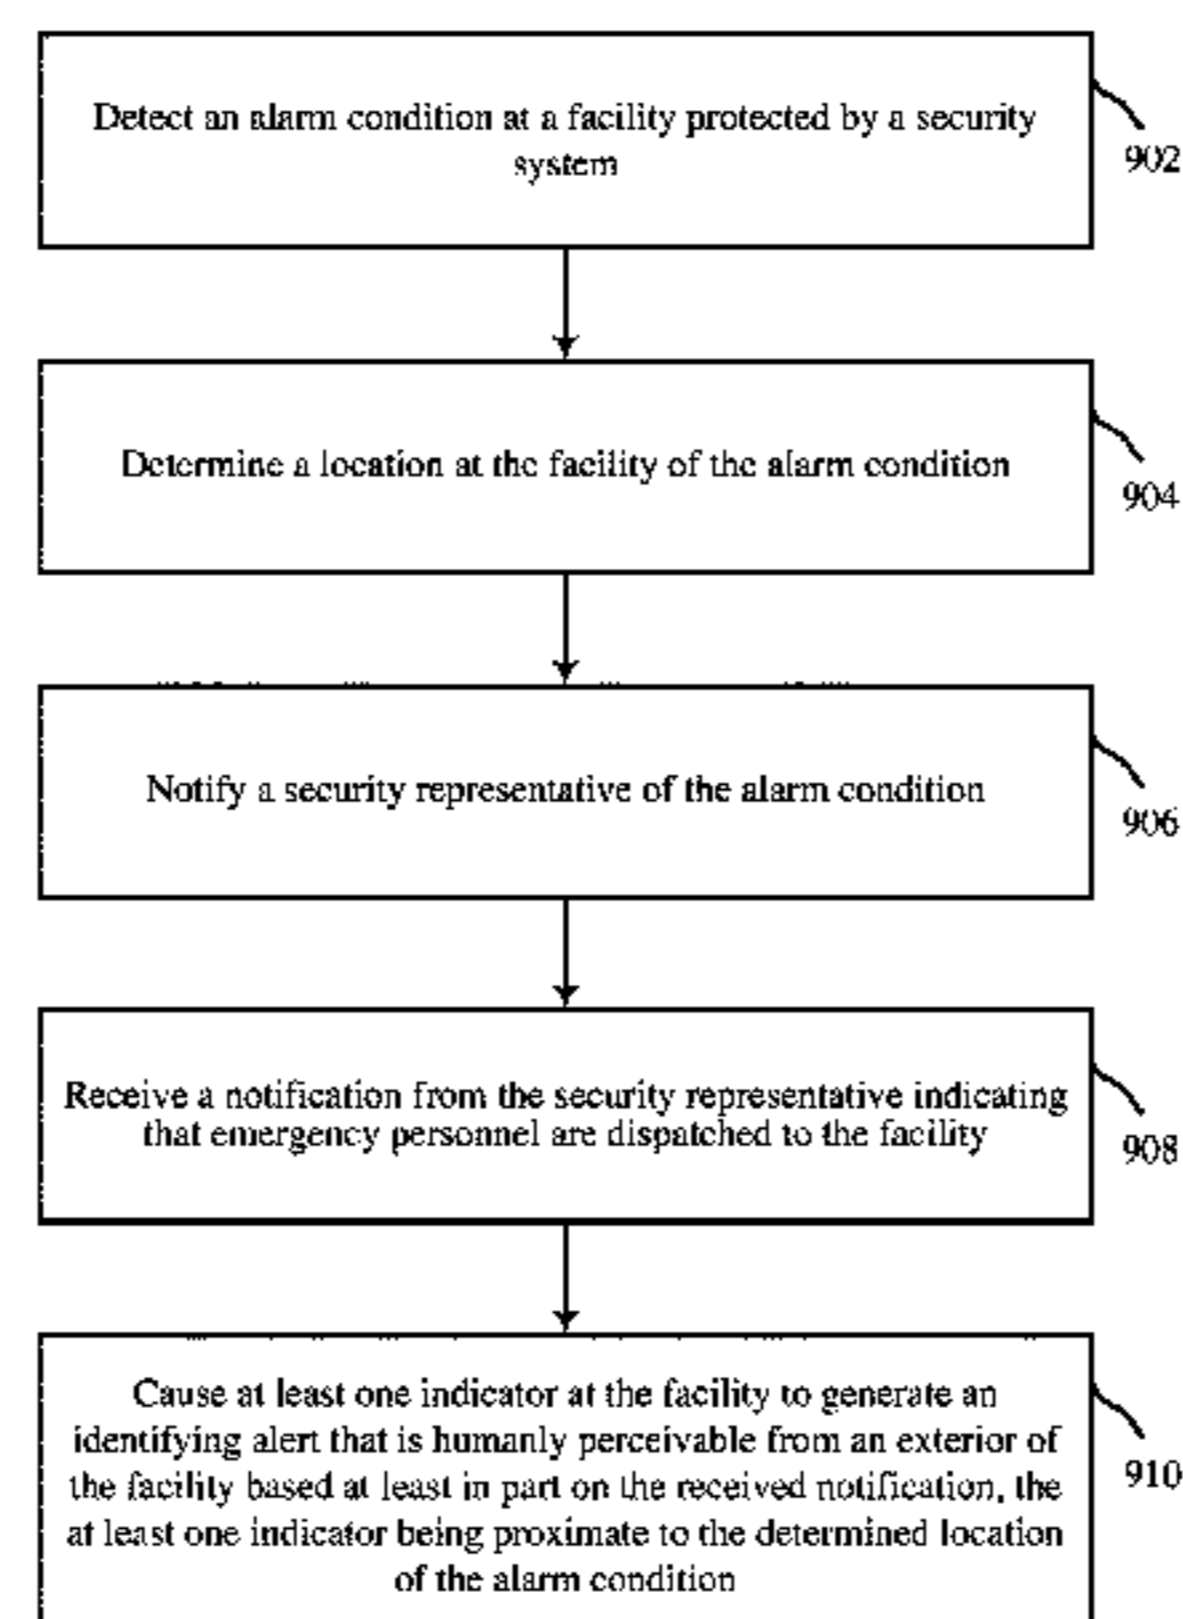 Detect an alarm condition at a facility protected by a security
system
902
Determine a location at the facility of the alarm condition
904
Notify a security representative of the alarm condition
906
Receive a notification from the security representative indicating
that emergency personnel are dispatched to the facility
908
Cause at least one indicator at the facility to generate an
identifying alert that is humanly perceivable from an exterior of
the facility based at least in part on the received notification, the
at least one indicator being proximate to the determined location
of the alarm condition
910